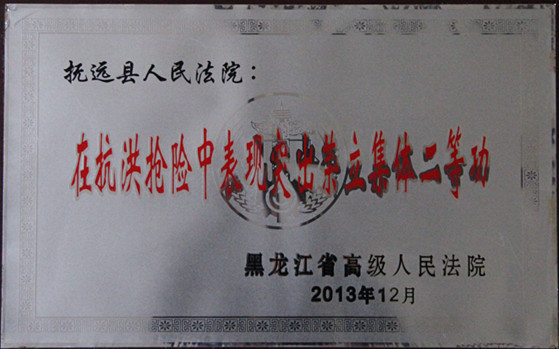 抚远县人民法院：
在抗洪抢险中表现突出荣立集体二等功
黑龙江省高级人民法院
2013年12月